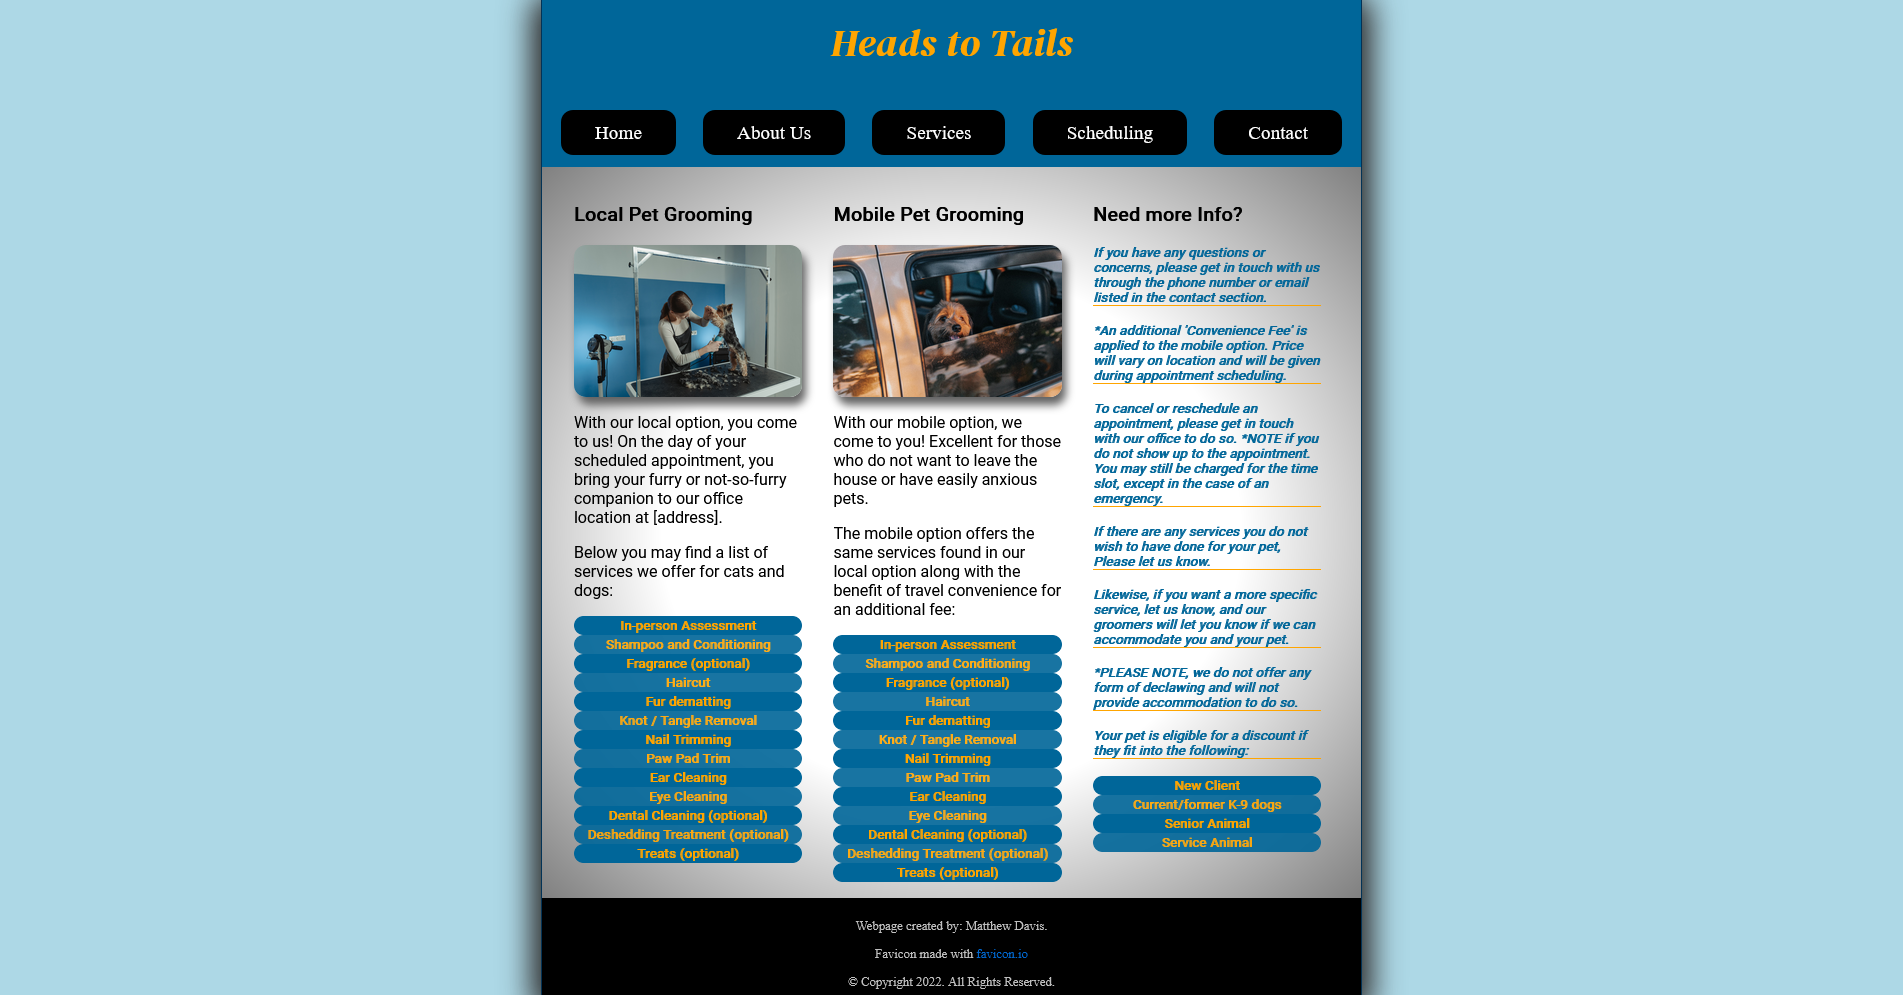 Heads to Tails
Home
About Us
Services
Scheduling
Contact
Local Pet Grooming
With our local option, you come
to us! On the day of your
scheduled appointment, you
bring your furry or not-so-furry
companion to our office
location at [address].
Below you may find a list of
services we offer for cats and
dogs:
In-person Assessment
Shampoo and Conditioning
Fragrance (optional)
Haircut
Fur dematting
Knot / Tangle Removal
Nail Trimming
Paw Pad Trim
Ear Cleaning
Eye Cleaning
Dental Cleaning (optional)
Deshedding Treatment (optional)
Treats (optional)
Mobile Pet Grooming
With our mobile option, we
come to you! Excellent for those
who do not want to leave the
house or have easily anxious
pets.
The mobile option offers the
same services found in our
local option along with the
benefit of travel convenience for
an additional fee:
In-person Assessment
Shampoo and Conditioning
Fragrance (optional)
Haircut
Fur dematting
Knot / Tangle Removal
Nail Trimming
Paw Pad Trim
Ear Cleaning
Eye Cleaning
Dental Cleaning (optional)
Deshedding Treatment (optional)
Treats (optional)
Need more Info?
If you have any questions or
concerns, please get in touch with us
through the phone number or email
listed in the contact section.
*An additional 'Convenience Fee' is
applied to the mobile option. Price
will vary on location and will be given
during appointment scheduling.
To cancel or reschedule an
appointment, please get in touch
with our office to do so. *NOTE if you
do not show up to the appointment.
You may still be charged for the time
slot, except in the case of an
emergency.
If there are any services you do not
wish to have done for your pet,
Please let us know.
Likewise, if you want a more specific
service, let us know, and our
groomers will let you know if we can
accommodate you and your pet.
*PLEASE NOTE, we do not offer any
form of declawing and will not
provide accommodation to do so.
Your pet is eligible for a discount if
they fit into the following:
New Client
Current/former K-9 dogs
Senior Animal
Service Animal
Webpage created by: Matthew Davis.
Favicon made with favicon.io
© Copyright 2022. All Rights Reserved.